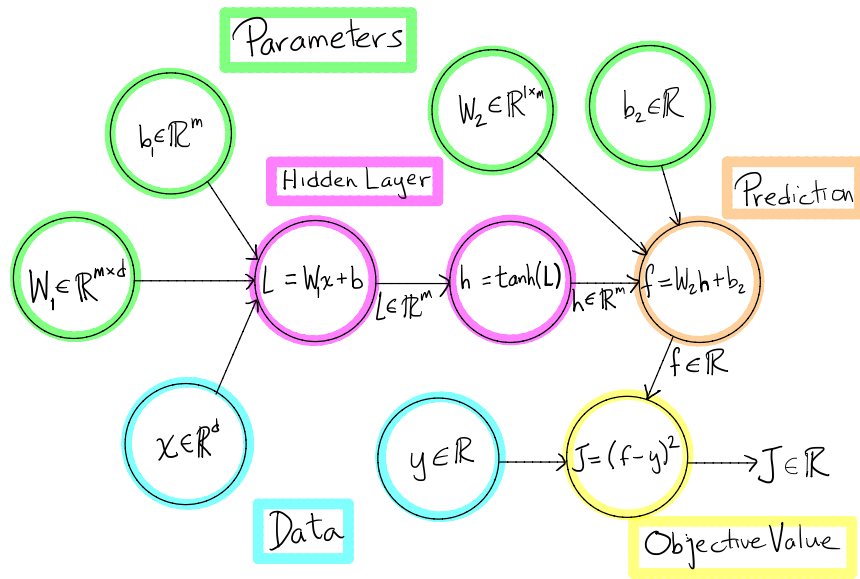 Parameters
b₁∈ℝᵐ
W₂∈ℝ¹ˣᵐ
b₂∈ℝ
Hidden Layer
Prediction
W₁∈ℝᵐˣᵈ
L = W₁x+b
L∈ℝᵐ
h = tanh(L)
h∈ℝᵐ
f=W₂h+b₂
f∈ℝ
x∈ℝᵈ
y∈ℝ
J=(f-y)²
J∈ℝ
Data
Objective Value